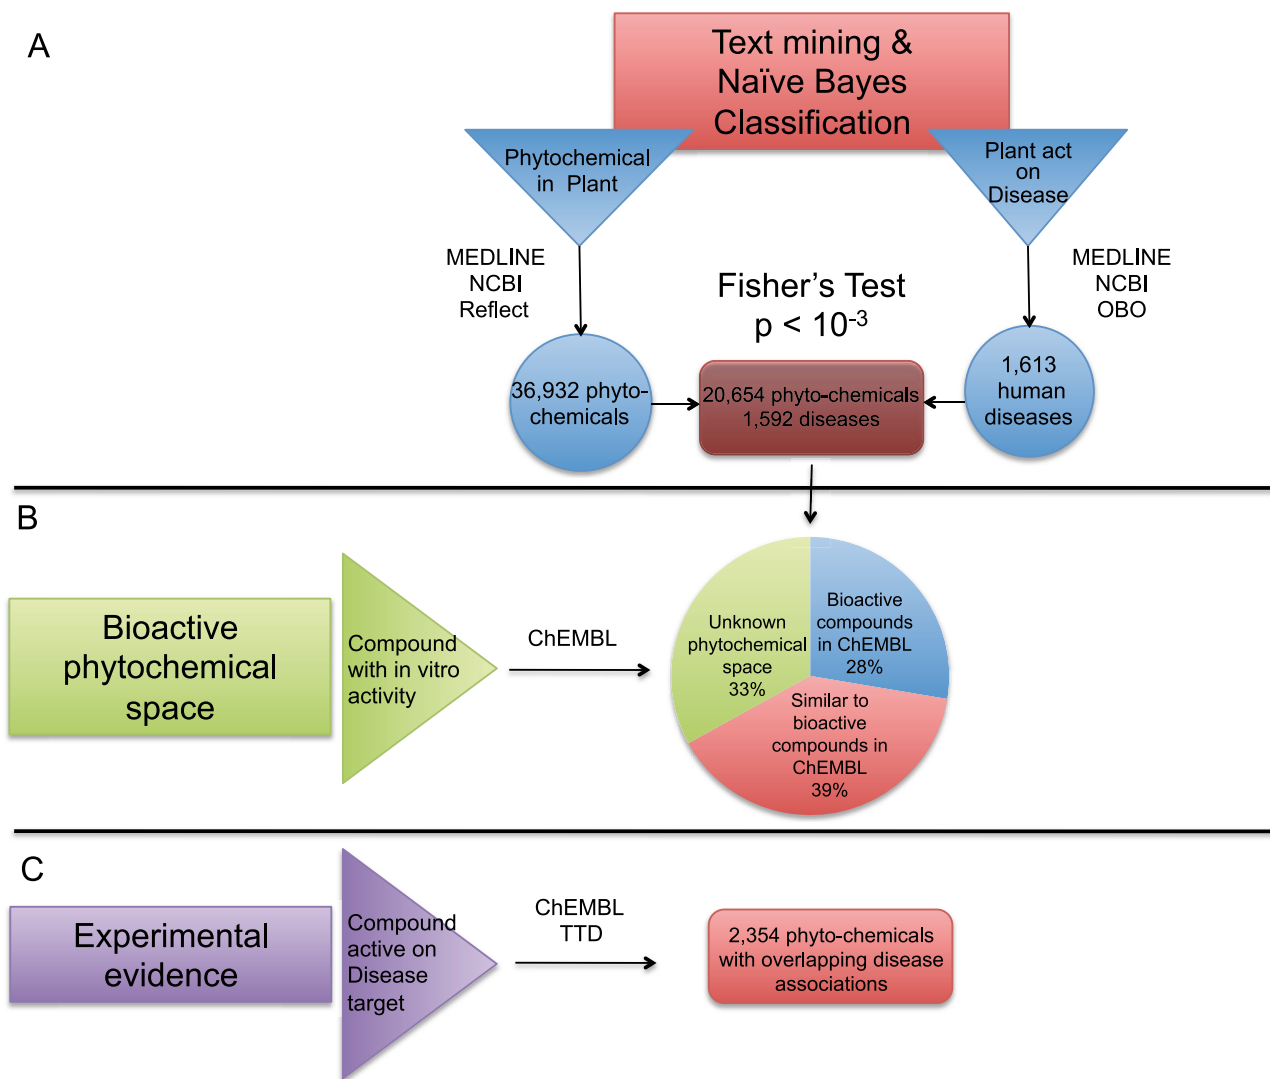 A
Text mining &
Naïve Bayes
Classification
Phytochemical
in Plant
Plant act
on
Disease
MEDLINE
NCBI
Reflect
MEDLINE
NCBI
OBO
Fisher's Test
p < 10-3
36,932 phyto-
chemicals
20,654 phyto-chemicals
1,592 diseases
1,613
human
diseases
B
Bioactive
phytochemical
space
Compound
with in vitro
activity
ChEMBL
Unknown
phytochemical
space
33%
Bioactive
compounds
in ChEMBL
28%
Similar to
bioactive
compounds in
ChEMBL
39%
C
Experimental
evidence
Compound
active on
Disease
target
ChEMBL
TTD
2,354 phyto-chemicals
with overlapping disease
associations